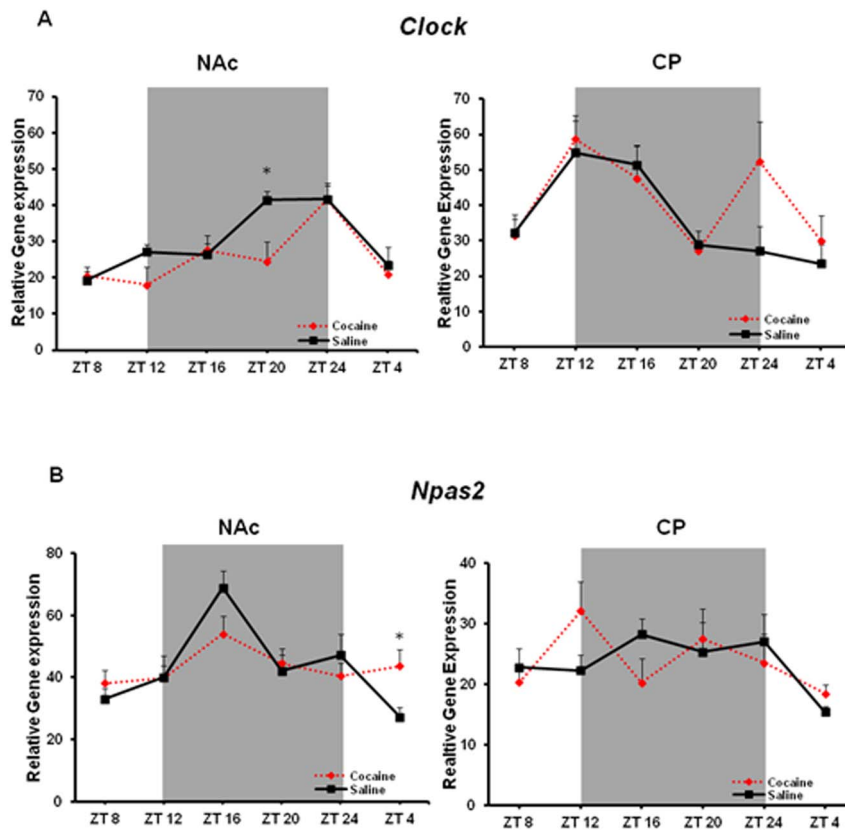 A
Clock
NAc
CP
Relative Gene expression
70
60
50
40
30
20
10
0
*
Cocaine
Saline
ZT 8 ZT 12 ZT 16 ZT 20 ZT 24 ZT 4
Realtive Gene Expression
70
60
50
40
30
20
10
0
Cocaine
Saline
ZT 8 ZT 12 ZT 16 ZT 20 ZT 24 ZT 4
B
Npas2
NAc
CP
Relative Gene expression
80
60
40
20
0
*
Cocaine
Saline
ZT 8 ZT 12 ZT 16 ZT 20 ZT 24 ZT 4
Realtive Gene Expression
40
30
20
10
0
Cocaine
Saline
ZT 8 ZT 12 ZT 16 ZT 20 ZT 24 ZT 4